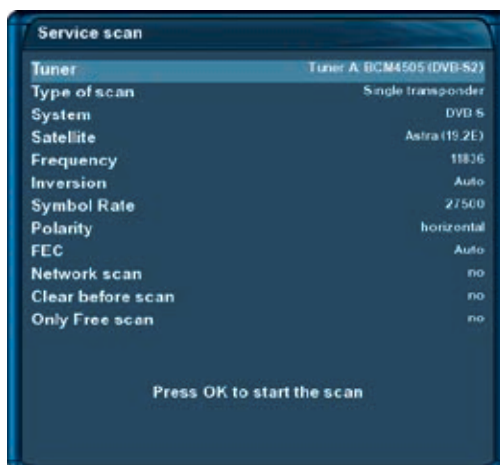 Service scan
Tuner Tuner A: BCM4505 (DVB-S2)
Type of scan Single transponder
System DVB-S
Satellite Astra (19.2E)
Frequency 11836
Inversion Auto
Symbol Rate 27500
Polarity horizontal
FEC Auto
Network scan no
Clear before scan no
Only Free scan no
Press OK to start the scan